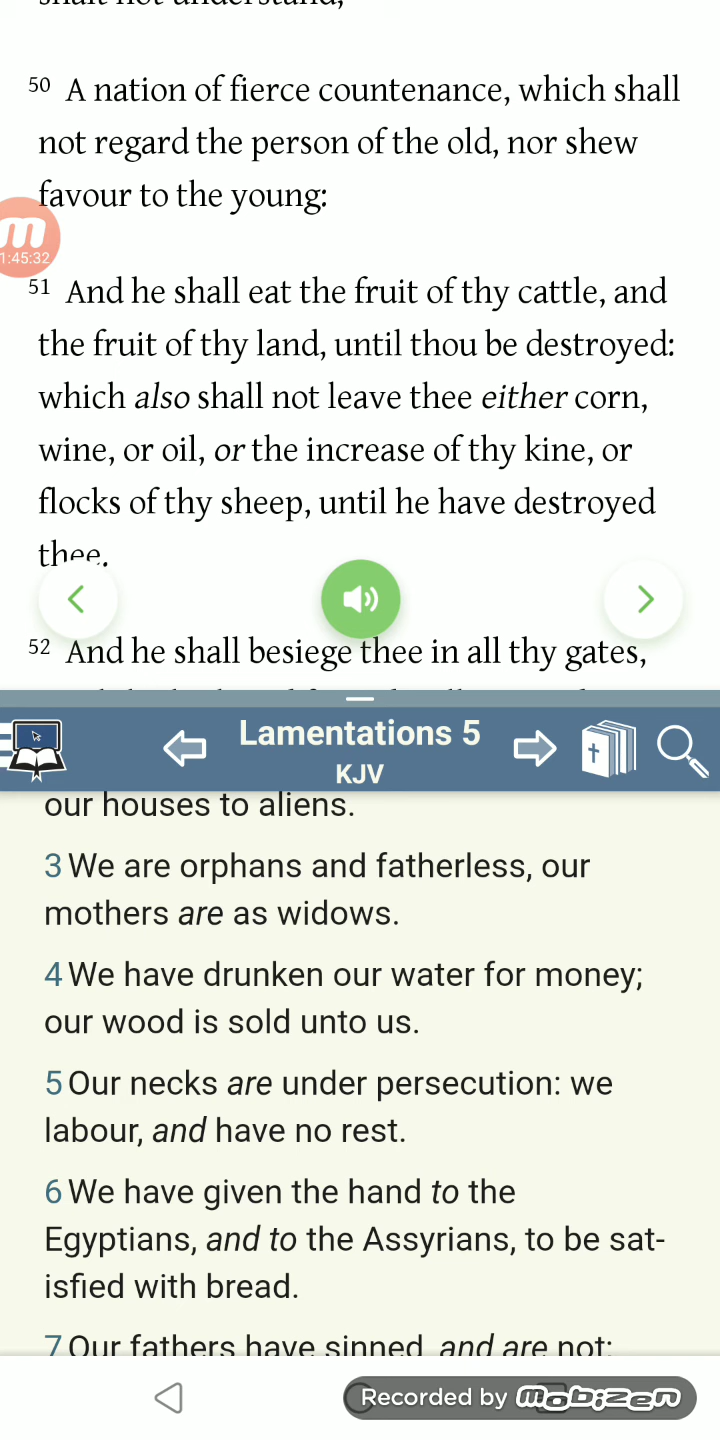 shalt not understand;
50 A nation of fierce countenance, which shall
not regard the person of the old, nor shew
favour to the young:
1:45:32
51 And he shall eat the fruit of thy cattle, and
the fruit of thy land, until thou be destroyed:
which also shall not leave thee either corn,
wine, or oil, or the increase of thy kine, or
flocks of thy sheep, until he have destroyed
thee.
52 And he shall besiege thee in all thy gates,
Lamentations 5
KJV
our houses to aliens.
3 We are orphans and fatherless, our
mothers are as widows.
4 We have drunken our water for money;
our wood is sold unto us.
5 Our necks are under persecution: we
labour, and have no rest.
6 We have given the hand to the
Egyptians, and to the Assyrians, to be sat-
isfied with bread.
7 Our fathers have sinned, and are not;
Recorded by mobizen